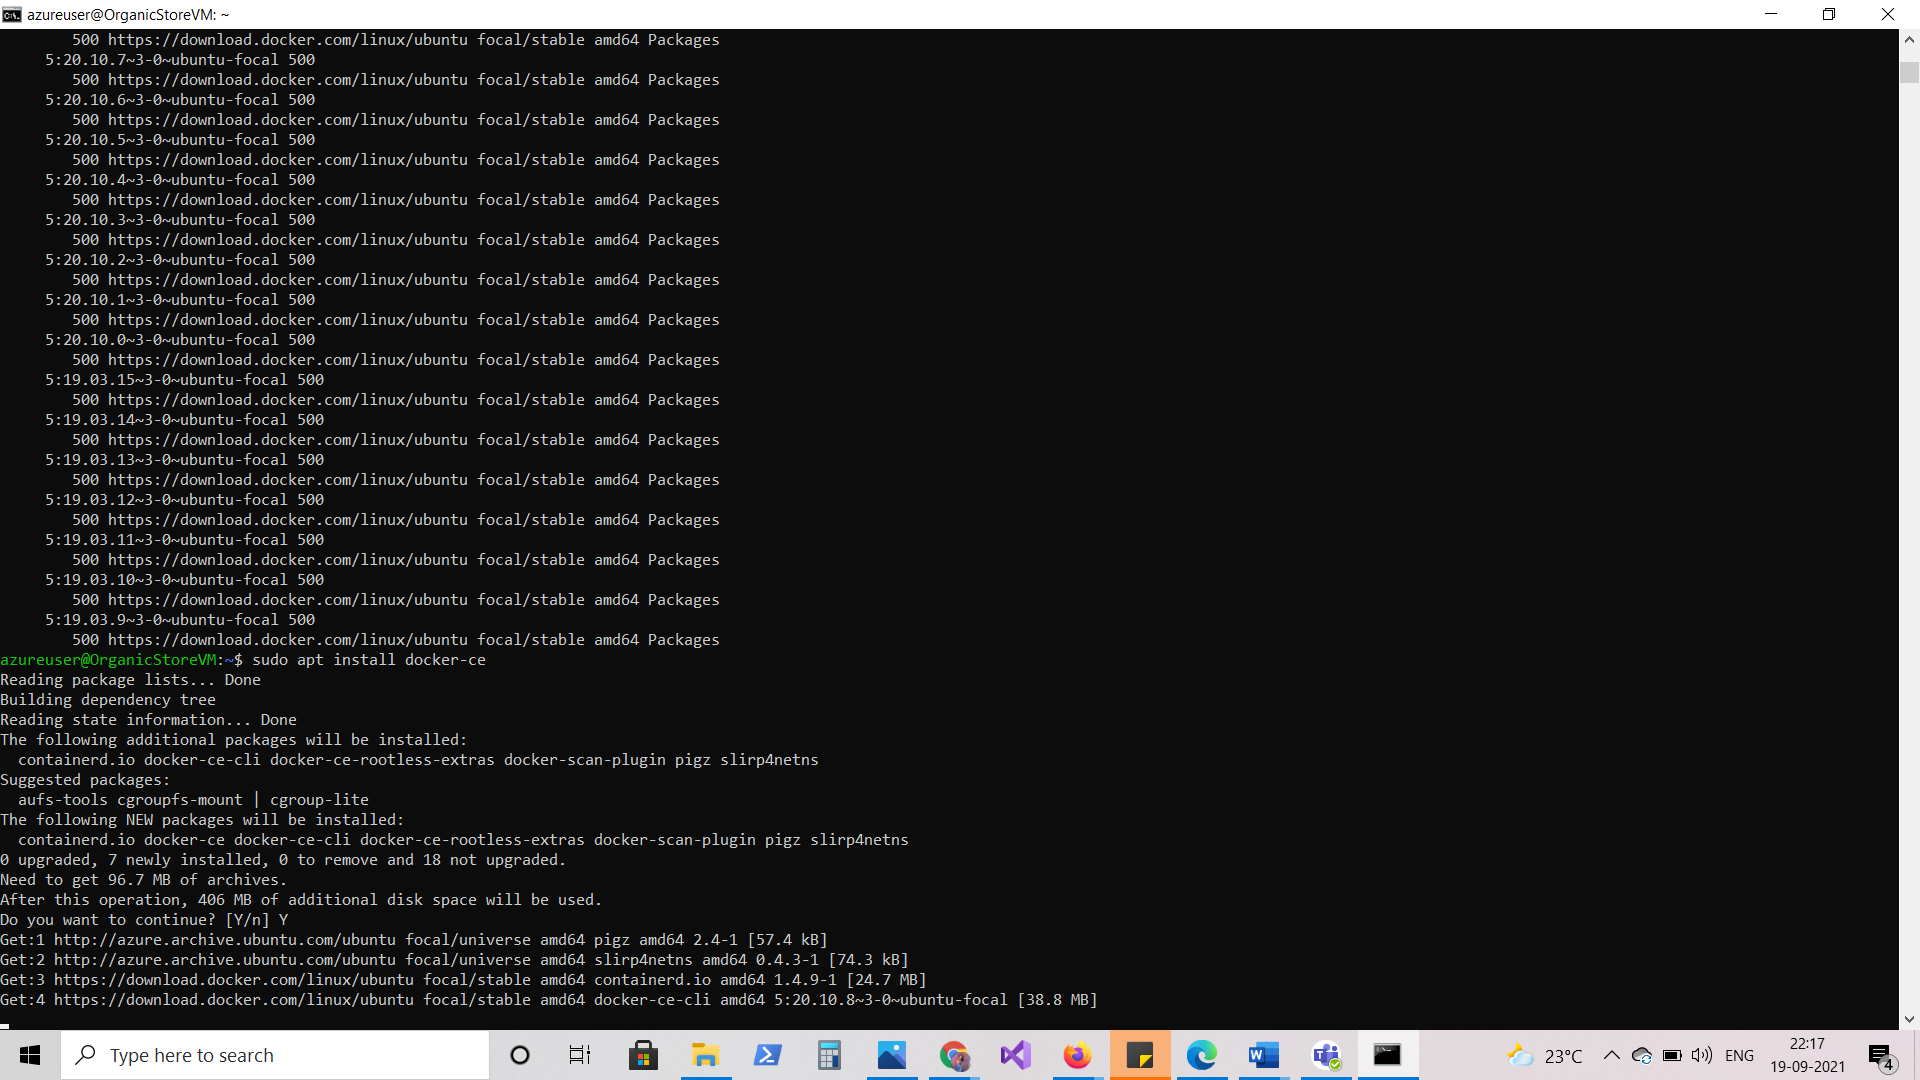 azureuser@OrganicStoreVM: ~
500 https://download.docker.com/linux/ubuntu focal/stable amd64 Packages
5:20.10.7~3-0~ubuntu-focal 500
500 https://download.docker.com/linux/ubuntu focal/stable amd64 Packages
5:20.10.6~3-0~ubuntu-focal 500
500 https://download.docker.com/linux/ubuntu focal/stable amd64 Packages
5:20.10.5~3-0~ubuntu-focal 500
500 https://download.docker.com/linux/ubuntu focal/stable amd64 Packages
5:20.10.4~3-0~ubuntu-focal 500
500 https://download.docker.com/linux/ubuntu focal/stable amd64 Packages
5:20.10.3~3-0~ubuntu-focal 500
500 https://download.docker.com/linux/ubuntu focal/stable amd64 Packages
5:20.10.2~3-0~ubuntu-focal 500
500 https://download.docker.com/linux/ubuntu focal/stable amd64 Packages
5:20.10.1~3-0~ubuntu-focal 500
500 https://download.docker.com/linux/ubuntu focal/stable amd64 Packages
5:20.10.0~3-0~ubuntu-focal 500
500 https://download.docker.com/linux/ubuntu focal/stable amd64 Packages
5:19.03.15~3-0~ubuntu-focal 500
500 https://download.docker.com/linux/ubuntu focal/stable amd64 Packages
5:19.03.14~3-0~ubuntu-focal 500
500 https://download.docker.com/linux/ubuntu focal/stable amd64 Packages
5:19.03.13~3-0~ubuntu-focal 500
500 https://download.docker.com/linux/ubuntu focal/stable amd64 Packages
5:19.03.12~3-0~ubuntu-focal 500
500 https://download.docker.com/linux/ubuntu focal/stable amd64 Packages
5:19.03.11~3-0~ubuntu-focal 500
500 https://download.docker.com/linux/ubuntu focal/stable amd64 Packages
5:19.03.10~3-0~ubuntu-focal 500
500 https://download.docker.com/linux/ubuntu focal/stable amd64 Packages
5:19.03.9~3-0~ubuntu-focal 500
500 https://download.docker.com/linux/ubuntu focal/stable amd64 Packages
azureuser@OrganicStoreVM:~$ sudo apt install docker-ce
Reading package lists... Done
Building dependency tree
Reading state information... Done
The following additional packages will be installed:
containerd.io docker-ce-cli docker-ce-rootless-extras docker-scan-plugin pigz slirp4netns
Suggested packages:
aufs-tools cgroupfs-mount | cgroup-lite
The following NEW packages will be installed:
containerd.io docker-ce docker-ce-cli docker-ce-rootless-extras docker-scan-plugin pigz slirp4netns
0 upgraded, 7 newly installed, 0 to remove and 18 not upgraded.
Need to get 96.7 MB of archives.
After this operation, 406 MB of additional disk space will be used.
Do you want to continue? [Y/n] Y
Get:1 http://azure.archive.ubuntu.com/ubuntu focal/universe amd64 pigz amd64 2.4-1 [57.4 kB]
Get:2 http://azure.archive.ubuntu.com/ubuntu focal/universe amd64 slirp4netns amd64 0.4.3-1 [74.3 kB]
Get:3 https://download.docker.com/linux/ubuntu focal/stable amd64 containerd.io amd64 1.4.9-1 [24.7 MB]
Get:4 https://download.docker.com/linux/ubuntu focal/stable amd64 docker-ce-cli amd64 5:20.10.8~3-0~ubuntu-focal [38.8 MB]
Type here to search
23°C
ENG
22:17
19-09-2021
4